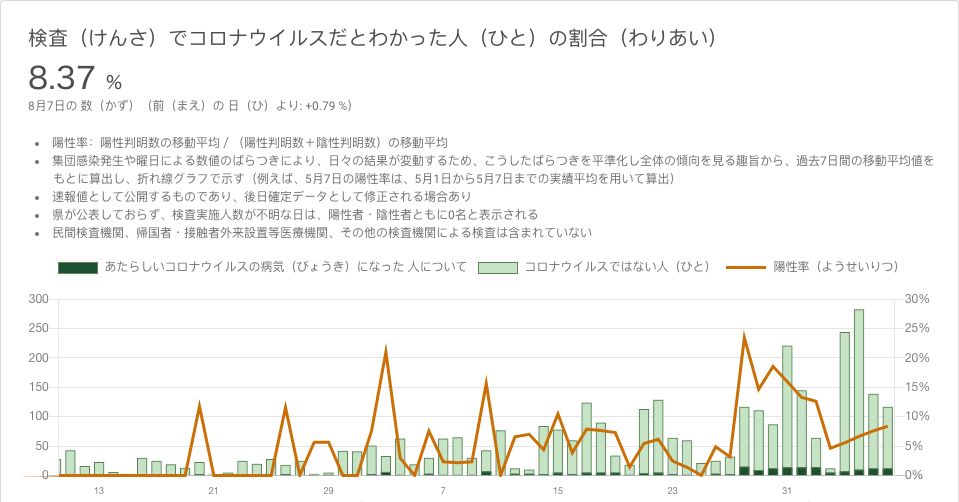 検査（けんさ）でコロナウイルスだとわかった人（ひと）の割合（わりあい）
8.37 %
8月7日の 数（かず）（前（まえ）の 日（ひ）より: +0.79 %）
• 陽性率：陽性判明数の移動平均 / （陽性判明数＋陰性判明数）の移動平均
• 集団感染発生や曜日による数値のばらつきにより、日々の結果が変動するため、こうしたばらつきを平準化し全体の傾向を見る趣旨から、過去7日間の移動平均値を
もとに算出し、折れ線グラフで示す（例えば、5月7日の陽性率は、5月1日から5月7日までの実績平均を用いて算出）
• 速報値として公開するものであり、後日確定データとして修正される場合あり
• 県が公表しておらず、検査実施人数が不明な日は、陽性者・陰性者ともに0名と表示される
• 民間検査機関、帰国者・接触者外来設置等医療機関、その他の検査機関による検査は含まれていない
あたらしいコロナウイルスの病気（びょうき）になった 人について コロナウイルスではない人（ひと） 陽性率（ようせいりつ）
300 30%
250 25%
200 20%
150 15%
100 10%
50 5%
0 0%
13 21 29 7 15 23 31